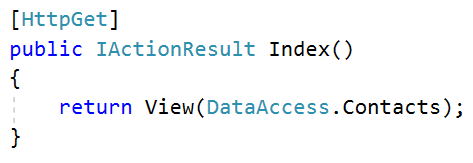 [HttpGet]
public IActionResult Index()
{
    return View(DataAccess.Contacts);
}